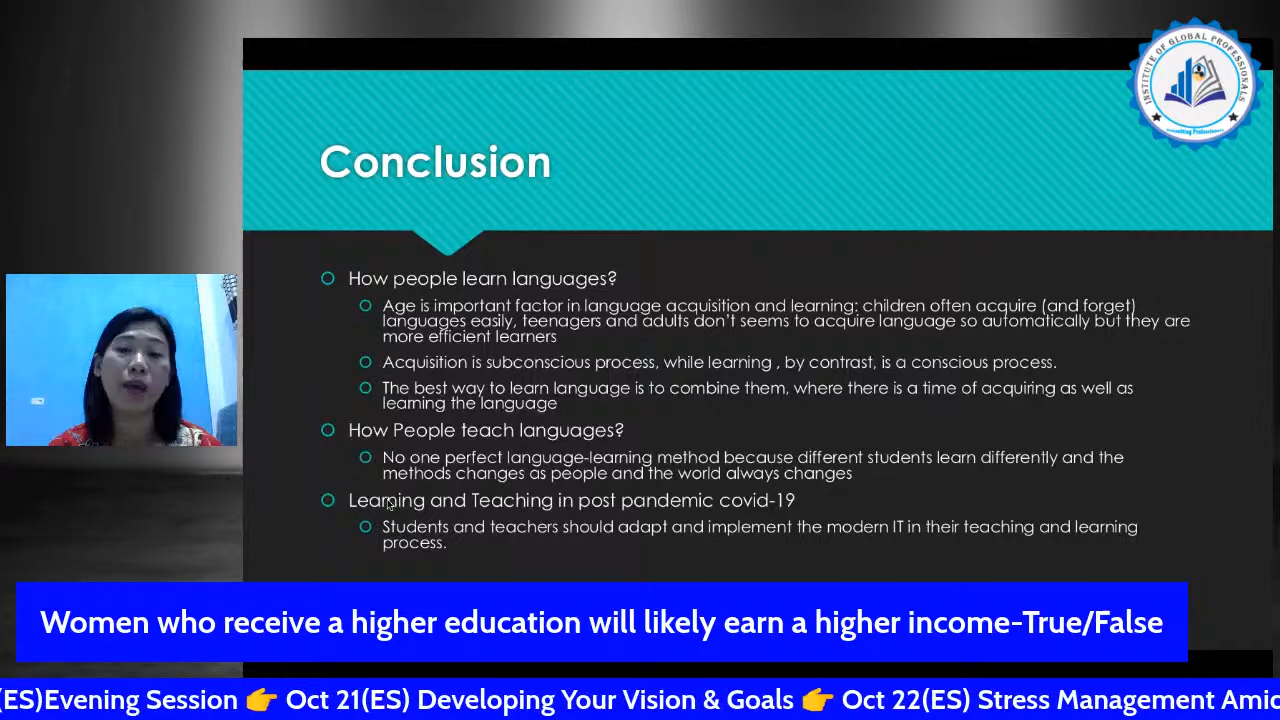 INSTITUTE OF GLOBAL PROFESSIONALS
Conclusion
How people learn languages?
Age is important factor in language acquisition and learning: children often acquire (and forget)
languages easily, teenagers and adults don't seems to acquire language so automatically but they are
more efficient learners
Acquisition is subconscious process, while learning , by contrast, is a conscious process.
The best way to learn language is to combine them, where there is a time of acquiring as well as
learning the language
How People teach languages?
No one perfect language-learning method because different students learn differently and the
methods changes as people and the world always changes
Learning and Teaching in post pandemic covid-19
Students and teachers should adapt and implement the modern IT in their teaching and learning
process.
Women who receive a higher education will likely earn a higher income-True/False
(ES)Evening Session 👉 Oct 21(ES) Developing Your Vision & Goals 👉 Oct 22(ES) Stress Management Amid